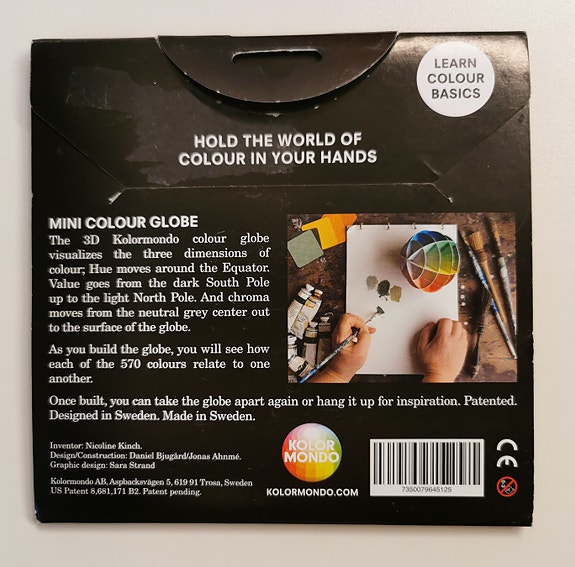 LEARN
COLOUR
BASICS
HOLD THE WORLD OF
COLOUR IN YOUR HANDS
MINI COLOUR GLOBE
The 3D Kolormondo colour globe
visualizes the three dimensions of
colour; Hue moves around the Equator.
Value goes from the dark South Pole
up to the light North Pole. And chroma
moves from the neutral grey center out
to the surface of the globe.
As you build the globe, you will see how
each of the 570 colours relate to one
another.
Once built, you can take the globe apart again or hang it up for inspiration. Patented.
Designed in Sweden. Made in Sweden.
Inventor: Nicoline Kinch.
Design/Construction: Daniel Bjugård/Jonas Ahnmé.
Graphic design: Sara Strand
Kolormondo AB, Aspbacksvägen 5, 619 91 Trosa, Sweden
US Patent 8,681,171 B2. Patent pending.
KOLOR
MONDO
KOLORMONDO.COM
7350079645125
CE